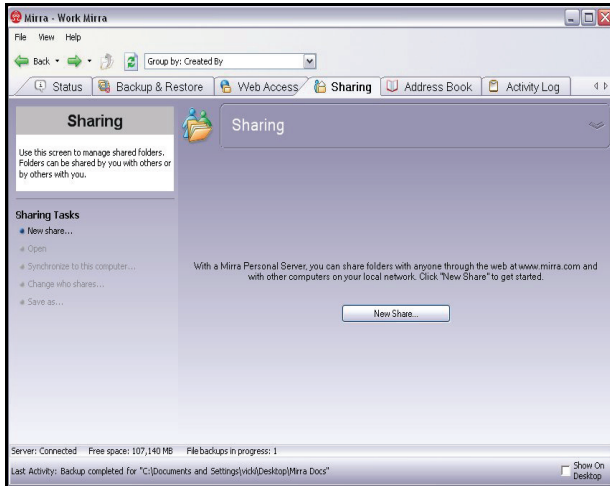 Mirra - Work Mirra
File View Help
Back Group by: Created By
Status Backup & Restore Web Access Sharing Address Book Activity Log
Sharing
Use this screen to manage shared folders.
Folders can be shared by you with others or
by others with you.
Sharing Tasks
New share...
Open
Synchronize to this computer...
Change who shares...
Save as...
Sharing
With a Mirra Personal Server, you can share folders with anyone through the web at www.mirra.com and
with other computers on your local network. Click "New Share" to get started.
New Share...
Server: Connected Free space: 107,140 MB File backups in progress: 1
Last Activity: Backup completed for "C:\Documents and Settings\vicki\Desktop\Mirra Docs"
Show On
Desktop